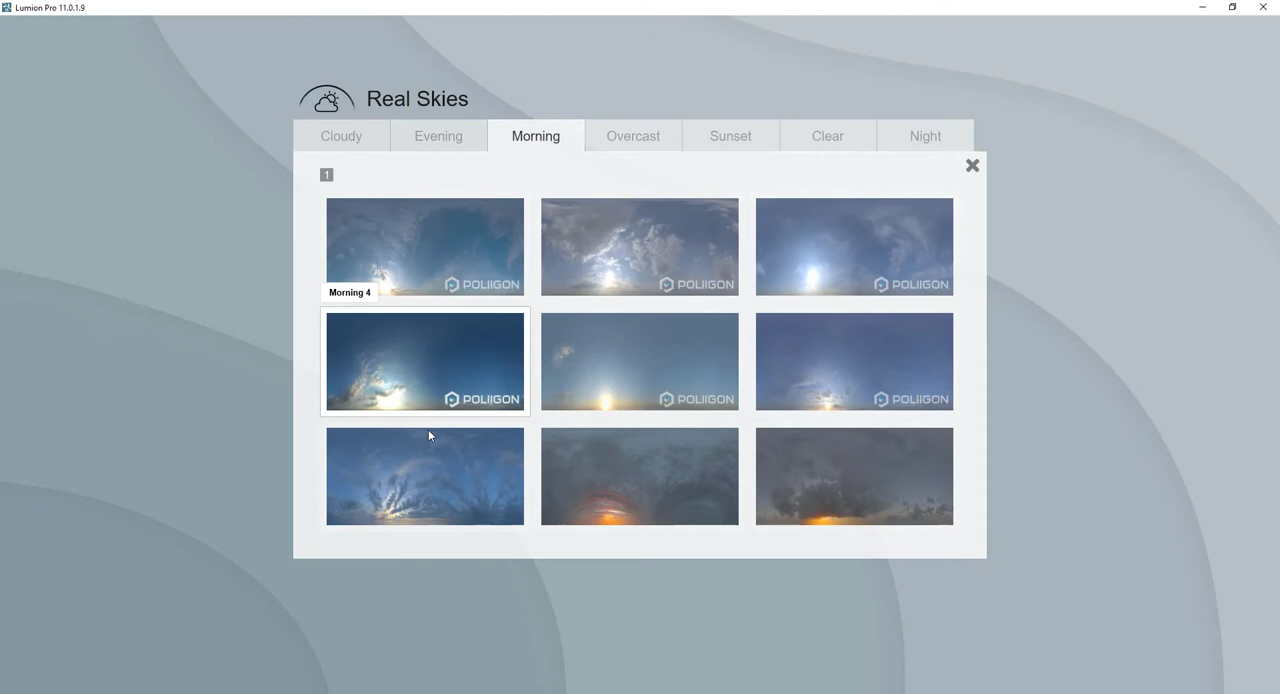 Lumion Pro 11.0.1.9
Real Skies
Cloudy Evening Morning Overcast Sunset Clear Night
1
POLIIGON POLIIGON POLIIGON
Morning 4
POLIIGON POLIIGON POLIIGON